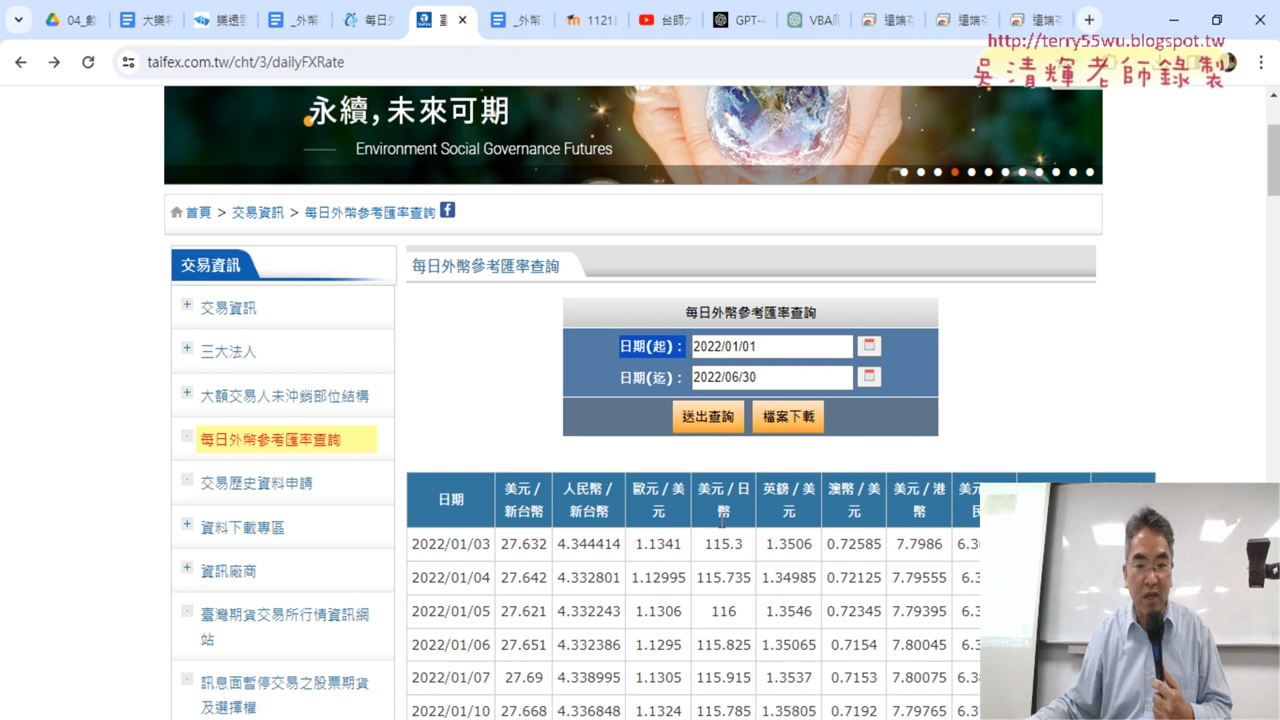 04_數
大樂
樂透
_外幣
每日外
_外幣
1121
台師大
GPT-4
VBA
遠端
遠端
遠端
http://terry55wu.blogspot.tw
taifex.com.tw/cht/3/dailyFXRate
吳清輝老師錄製
永續,未來可期
Environment Social Governance Futures
首頁 > 交易資訊 > 每日外幣參考匯率查詢
交易資訊
每日外幣參考匯率查詢
交易資訊
三大法人
大額交易人未沖銷部位結構
每日外幣參考匯率查詢
交易歷史資料申請
資料下載專區
資訊廠商
臺灣期貨交易所行情資訊網
站
訊息面暫停交易之股票期貨
及選擇權
每日外幣參考匯率查詢
日期(起): 2022/01/01
日期(迄): 2022/06/30
送出查詢 檔案下載
日期 美元 / 新台幣 人民幣 / 新台幣 歐元 / 美元 美元 / 日幣 英鎊 / 美元 澳幣 / 美元 美元 / 港幣
2022/01/03 27.632 4.344414 1.1341 115.3 1.3506 0.72585 7.7986
2022/01/04 27.642 4.332801 1.12995 115.735 1.34985 0.72125 7.79555
2022/01/05 27.621 4.332243 1.1306 116 1.3546 0.72345 7.79395
2022/01/06 27.651 4.332386 1.1295 115.825 1.35065 0.7154 7.80045
2022/01/07 27.69 4.338995 1.1305 115.915 1.3537 0.7153 7.80075
2022/01/10 27.668 4.336848 1.1324 115.785 1.35805 0.7192 7.79765